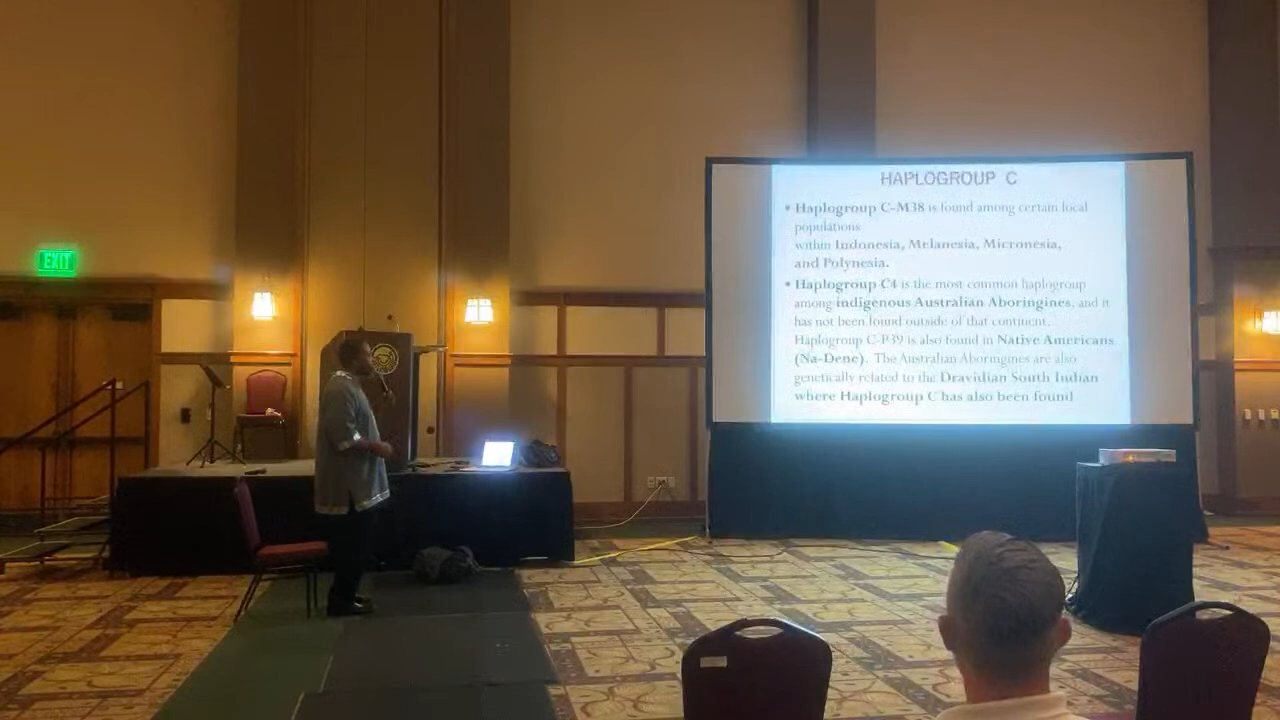 EXIT
HAPLOGROUP C
• Haplogroup C-M38 is found among certain local
populations
within Indonesia, Melanesia, Micronesia,
and Polynesia.
• Haplogroup C4 is the most common haplogroup
among indigenous Australian Aboringines, and it
has not been found outside of that continent.
Haplogroup C-P39 is also found in Native Americans
(Na-Dene). The Australian Aborigines are also
genetically related to the Dravidian South Indian
where Haplogroup C has also been found